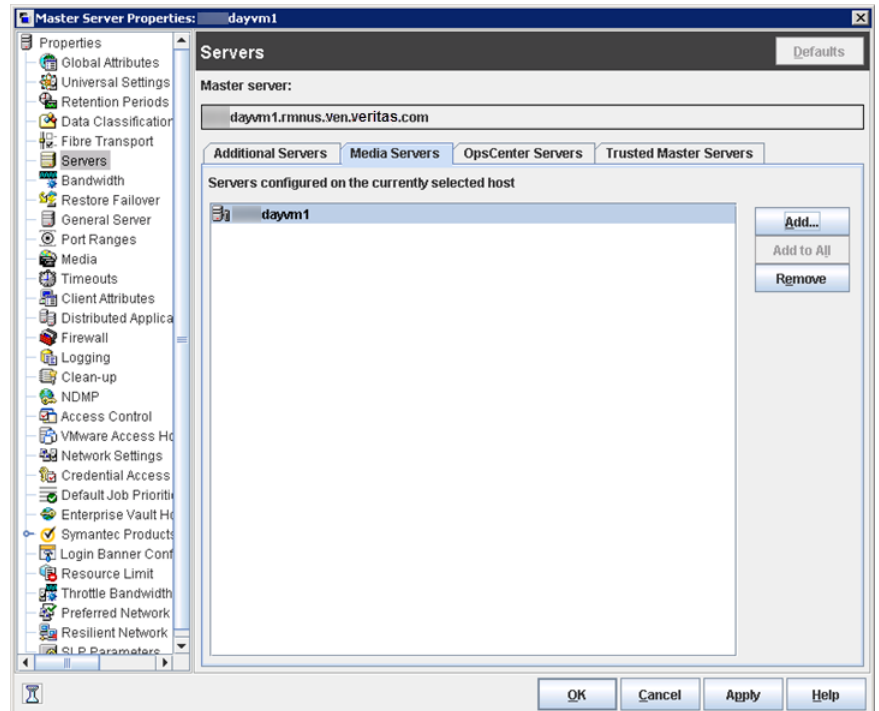 Master Server Properties: dayvm1
Properties
Global Attributes
Universal Settings
Retention Periods
Data Classification
Fibre Transport
Servers
Bandwidth
Restore Failover
General Server
Port Ranges
Media
Timeouts
Client Attributes
Distributed Applica
Firewall
Logging
Clean-up
NDMP
Access Control
VMware Access Ho
Network Settings
Credential Access
Default Job Prioriti
Enterprise Vault Ho
Symantec Products
Login Banner Conf
Resource Limit
Throttle Bandwidth
Preferred Network
Resilient Network
SLP Parameters
Servers
Defaults
Master server:
dayvm1.rmnus.ven.veritas.com
Additional Servers
Media Servers
OpsCenter Servers
Trusted Master Servers
Servers configured on the currently selected host
dayvm1
Add...
Add to All
Remove
OK
Cancel
Apply
Help